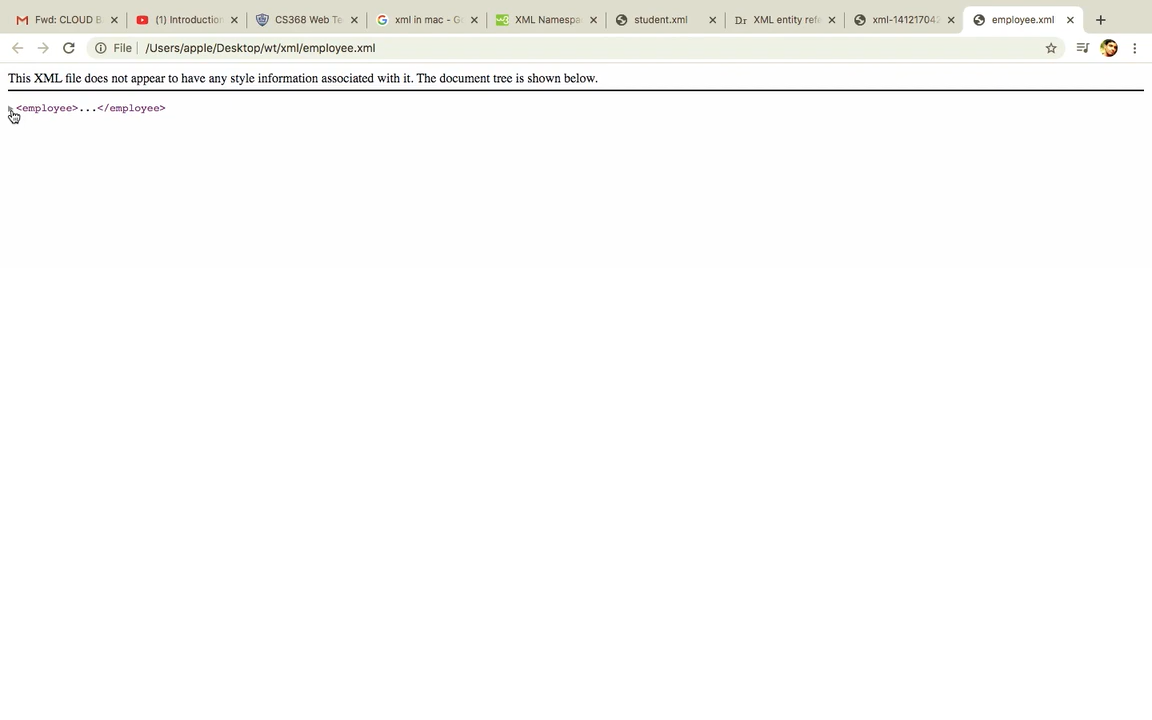 Fwd: CLOUD B
(1) Introduction
CS368 Web Te
xml in mac - G
XML Namespa
student.xml
XML entity refe
xml-141217042
employee.xml
File
/Users/apple/Desktop/wt/xml/employee.xml
This XML file does not appear to have any style information associated with it. The document tree is shown below.
<employee>...</employee>